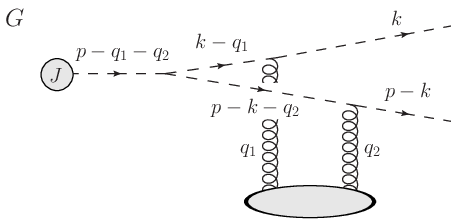 G
k
p − q₁ − q₂
k − q₁
J
p − k − q₂
p − k
q₁
q₂